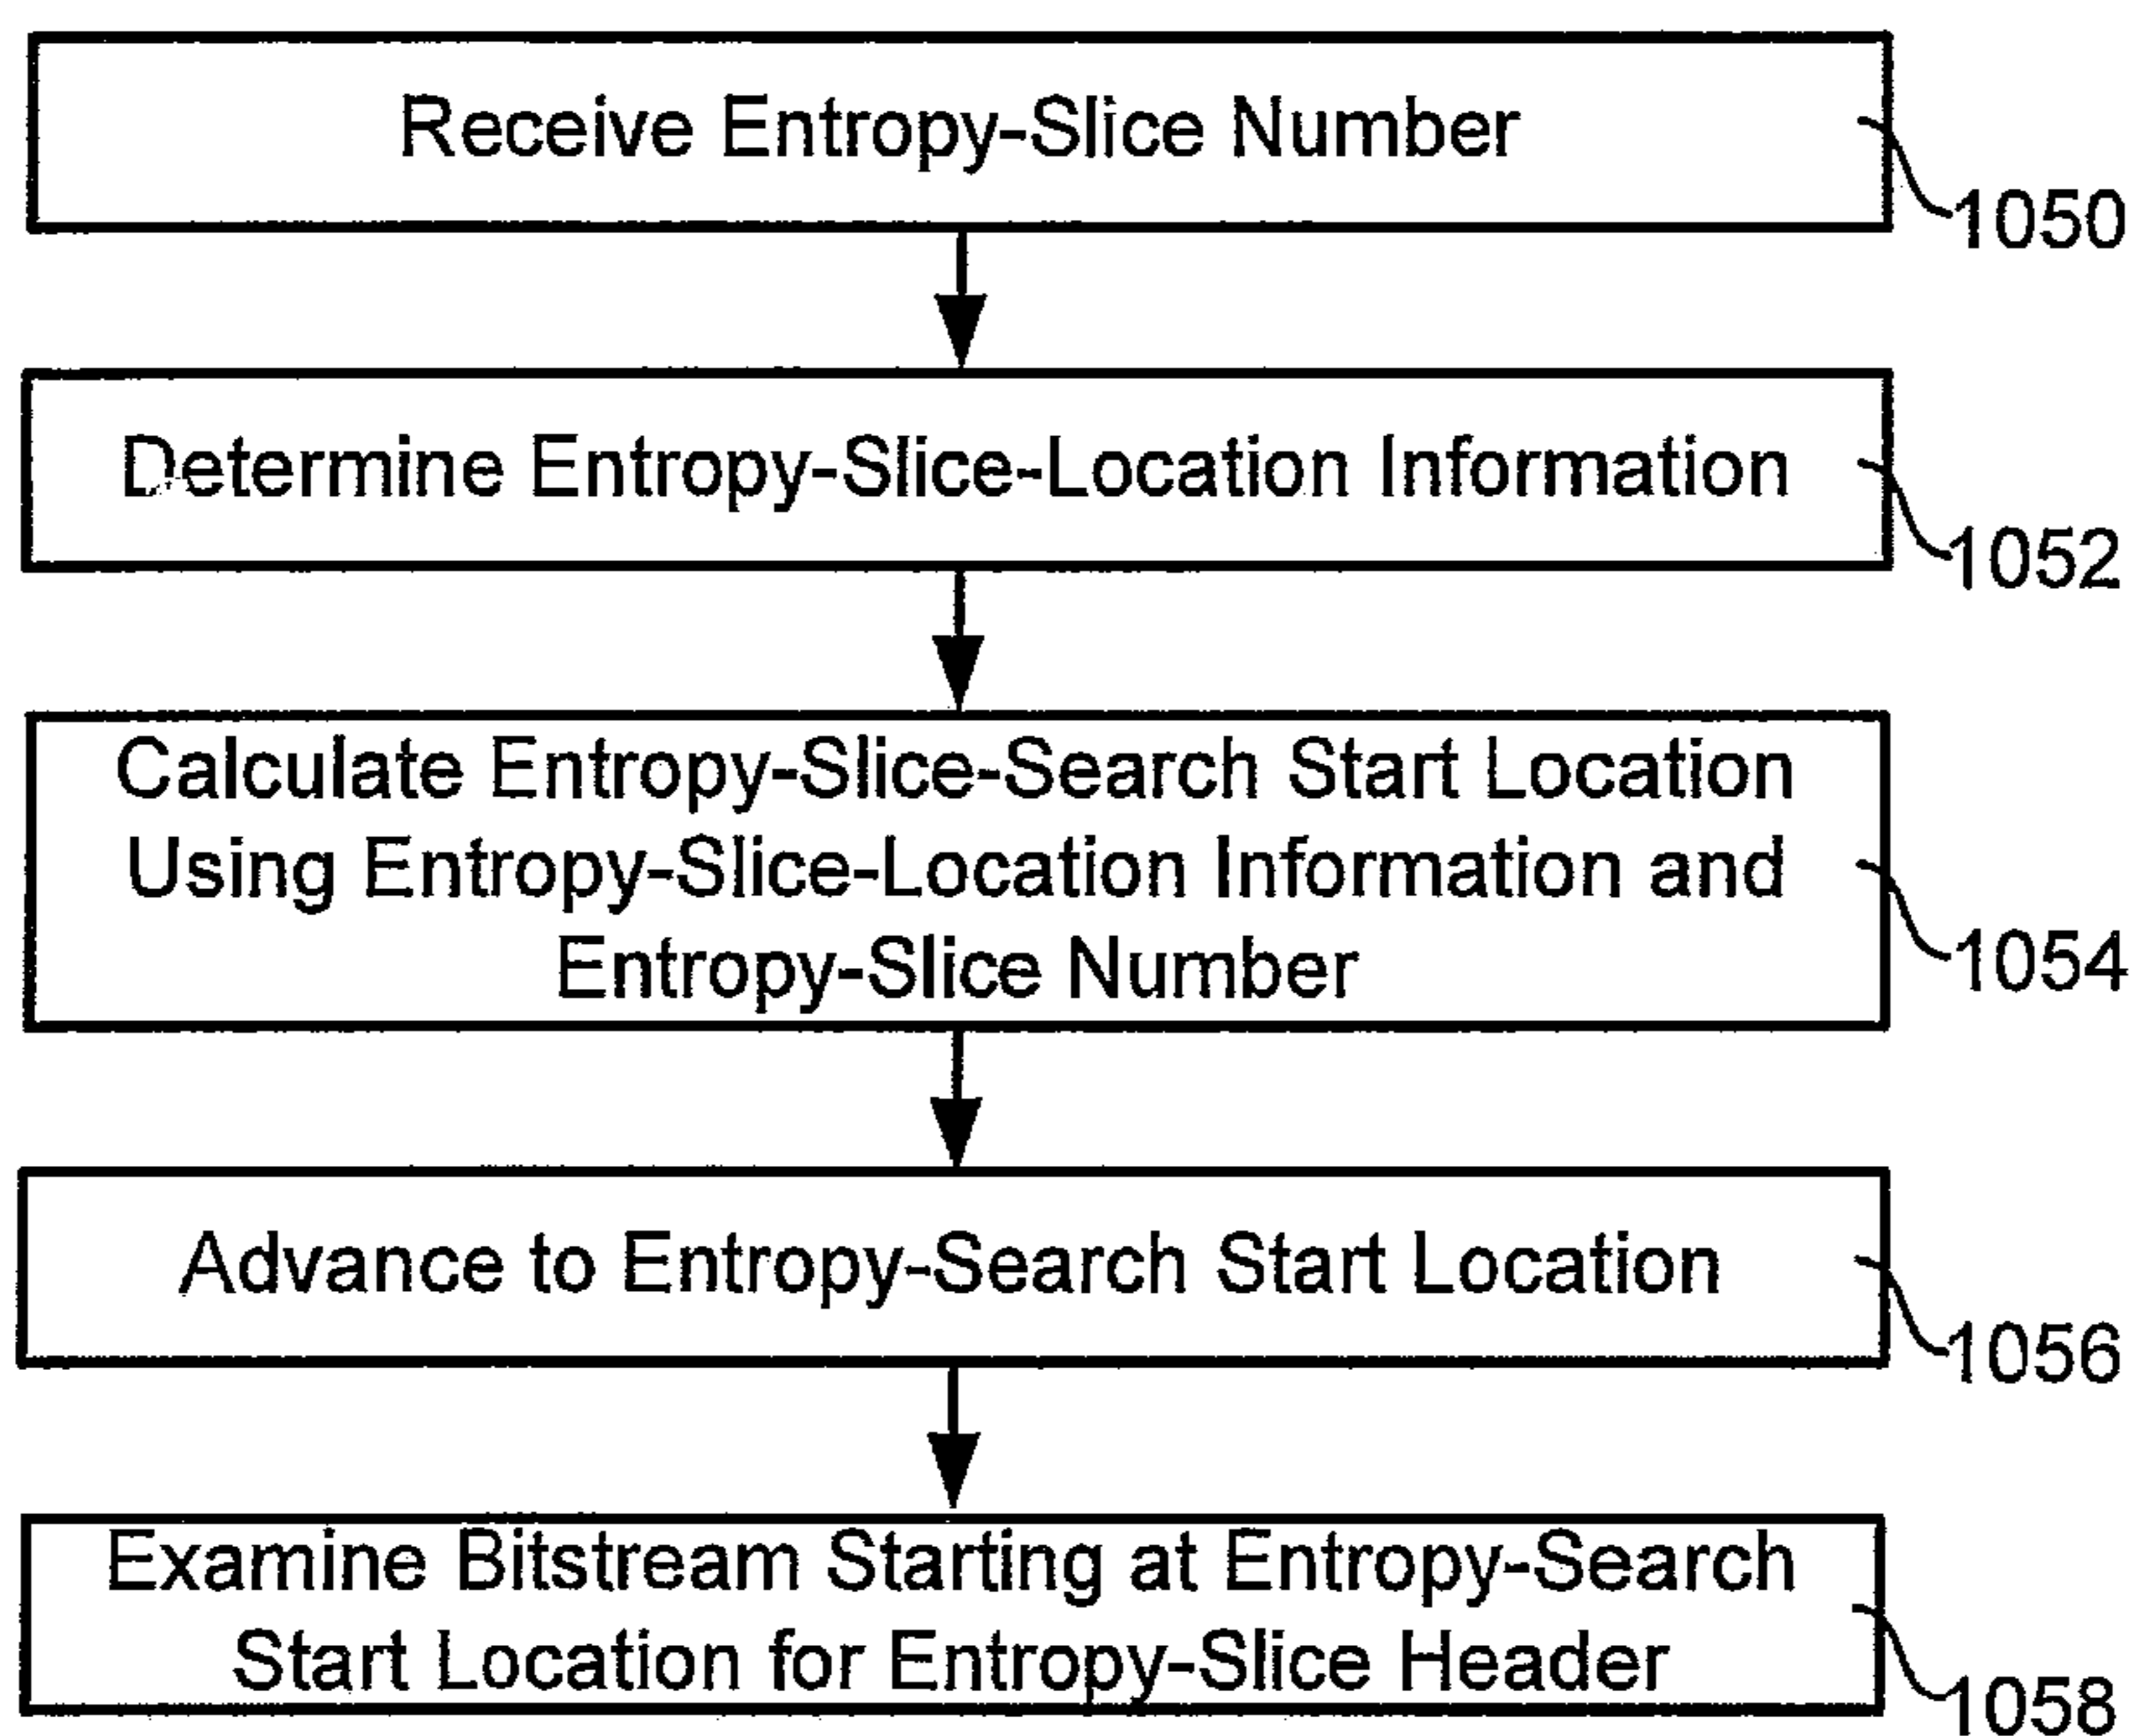 Receive Entropy-Slice Number
1050
Determine Entropy-Slice-Location Information
1052
Calculate Entropy-Slice-Search Start Location
Using Entropy-Slice-Location Information and
Entropy-Slice Number
1054
Advance to Entropy-Search Start Location
1056
Examine Bitstream Starting at Entropy-Search
Start Location for Entropy-Slice Header
1058